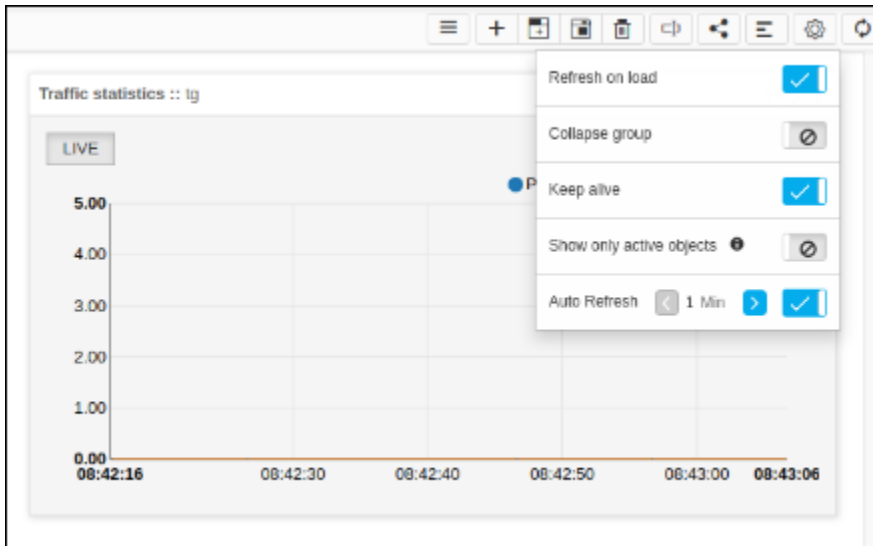 Refresh on load
Traffic statistics :: tg
Collapse group
LIVE
P
Keep alive
5.00
4.00
Show only active objects
3.00
Auto Refresh 1 Min
2.00
1.00
0.00
08:42:16 08:42:30 08:42:40 08:42:50 08:43:00 08:43:06